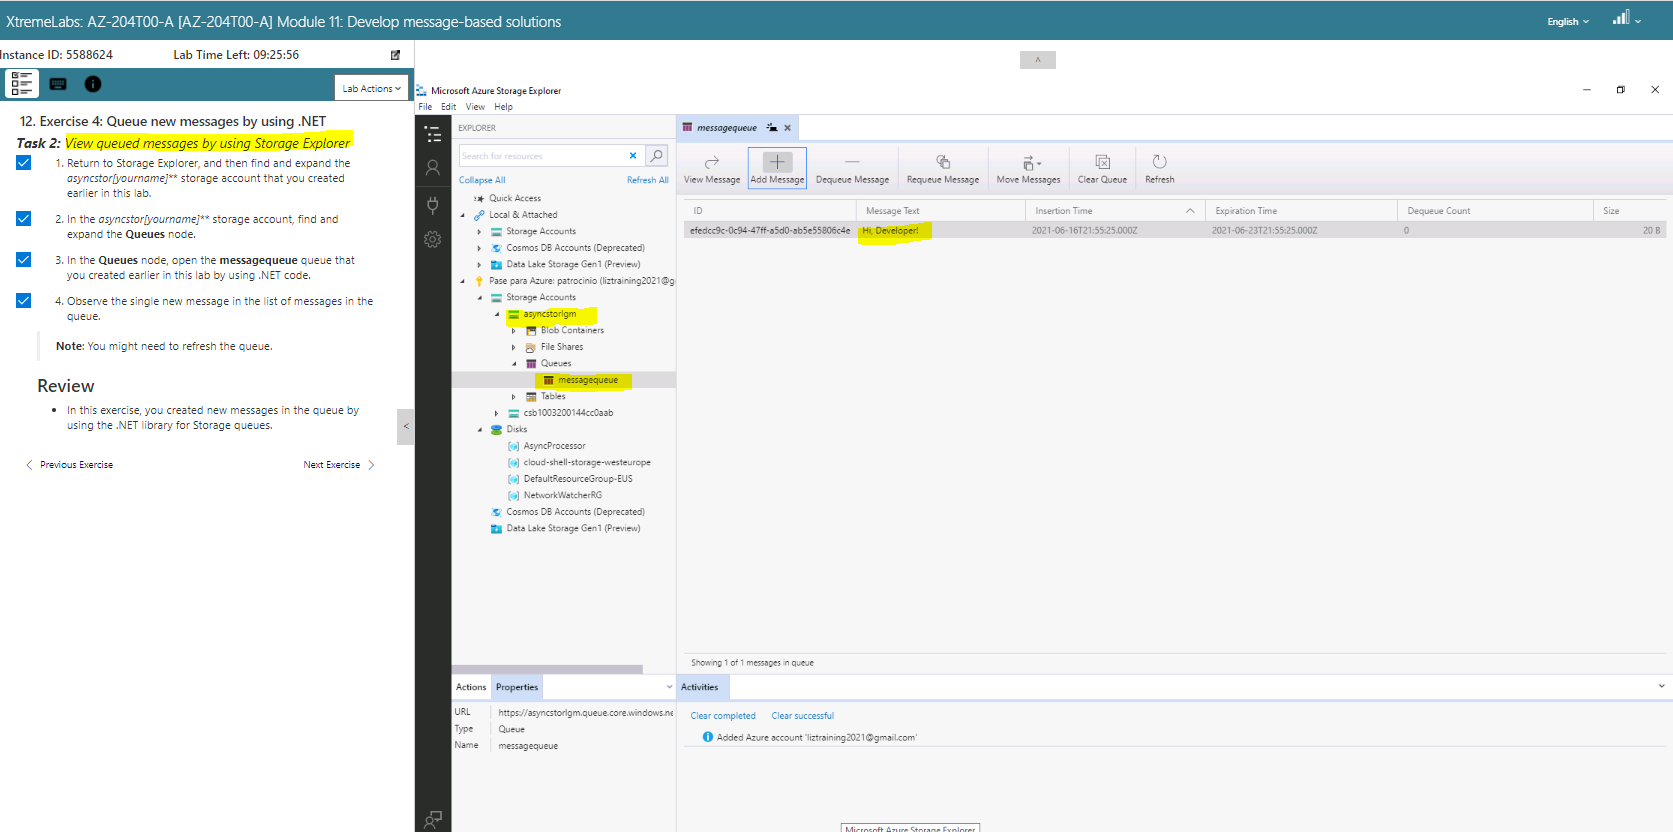 XtremeLabs: AZ-204T00-A [AZ-204T00-A] Module 11: Develop message-based solutions
English
Instance ID: 5588624
Lab Time Left: 09:25:56
Lab Actions
12. Exercise 4: Queue new messages by using .NET
Task 2: View queued messages by using Storage Explorer
1. Return to Storage Explorer, and then find and expand the
asyncstor[yourname]** storage account that you created
earlier in this lab.
2. In the asyncstor[yourname]** storage account, find and
expand the Queues node.
3. In the Queues node, open the messagequeue queue that
you created earlier in this lab by using .NET code.
4. Observe the single new message in the list of messages in the
queue.
Note: You might need to refresh the queue.
Review
• In this exercise, you created new messages in the queue by
using the .NET library for Storage queues.
< Previous Exercise
Next Exercise >
Microsoft Azure Storage Explorer
File Edit View Help
EXPLORER
Search for resources
Collapse All
Refresh All
Quick Access
Local & Attached
Storage Accounts
Cosmos DB Accounts (Deprecated)
Data Lake Storage Gen1 (Preview)
Pase para Azure: patrocinio (liztraining2021@g
Storage Accounts
asyncstorlgm
Blob Containers
File Shares
Queues
messagequeue
Tables
csb1003200144cc0aab
Disks
AsyncProcessor
cloud-shell-storage-westeurope
DefaultResourceGroup-EUS
NetworkWatcherRG
Cosmos DB Accounts (Deprecated)
Data Lake Storage Gen1 (Preview)
Actions Properties
URL https://asyncstorlgm.queue.core.windows.ne
Type Queue
Name messagequeue
messagequeue
View Message Add Message Dequeue Message Requeue Message Move Messages Clear Queue Refresh
ID Message Text Insertion Time Expiration Time Dequeue Count Size
efedcc9c-0c94-47ff-a5d0-ab5e55806c4e Hi, Developer! 2021-06-16T21:55:25.000Z 2021-06-23T21:55:25.000Z 0 20 B
Showing 1 of 1 messages in queue
Activities
Clear completed Clear successful
Added Azure account 'liztraining2021@gmail.com'
Microsoft Azure Storage Explorer